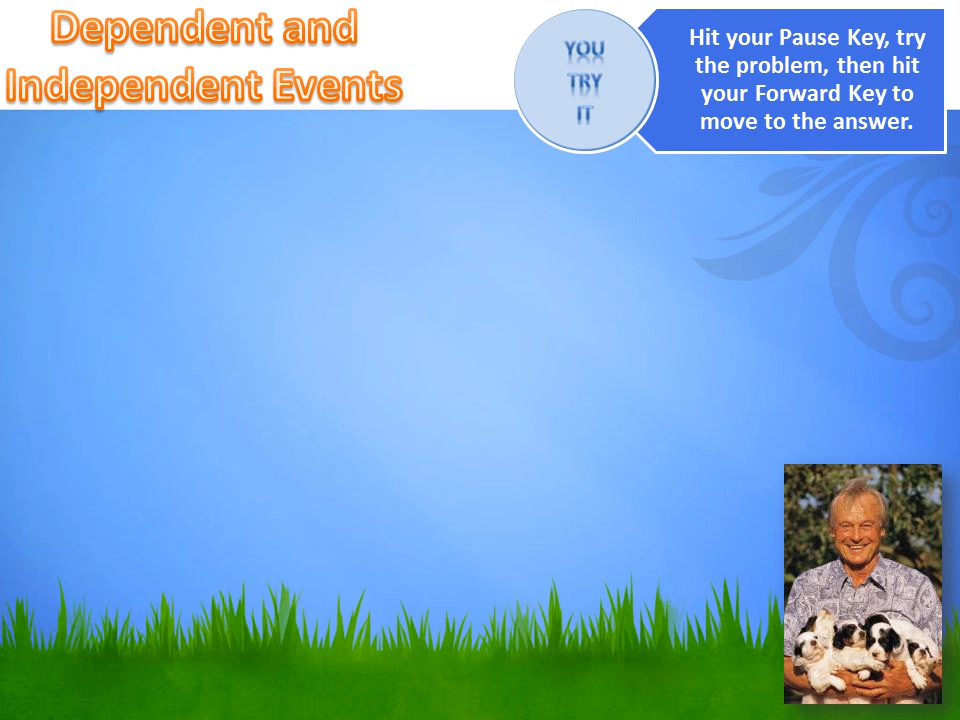 Dependent and
Independent Events
YOU
TRY
IT
Hit your Pause Key, try
the problem, then hit
your Forward Key to
move to the answer.